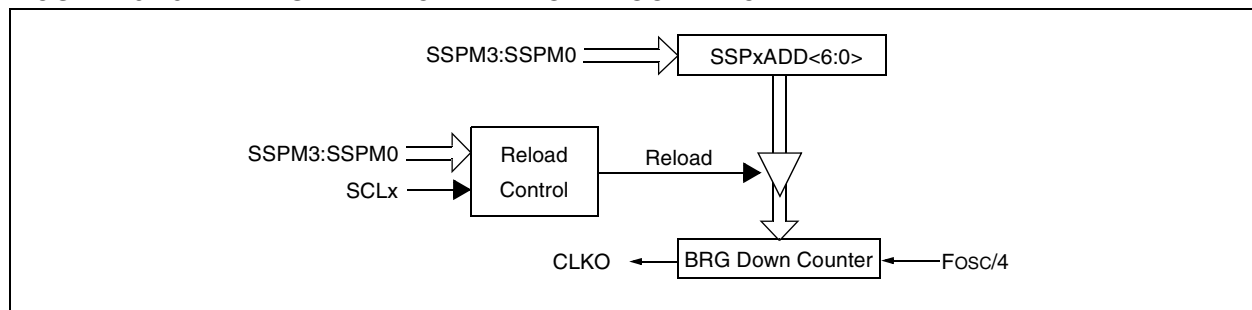 SSPM3:SSPM0
SSPxADD<6:0>
SSPM3:SSPM0
SCLx
Reload
Control
Reload
CLKO
BRG Down Counter
FOSC/4